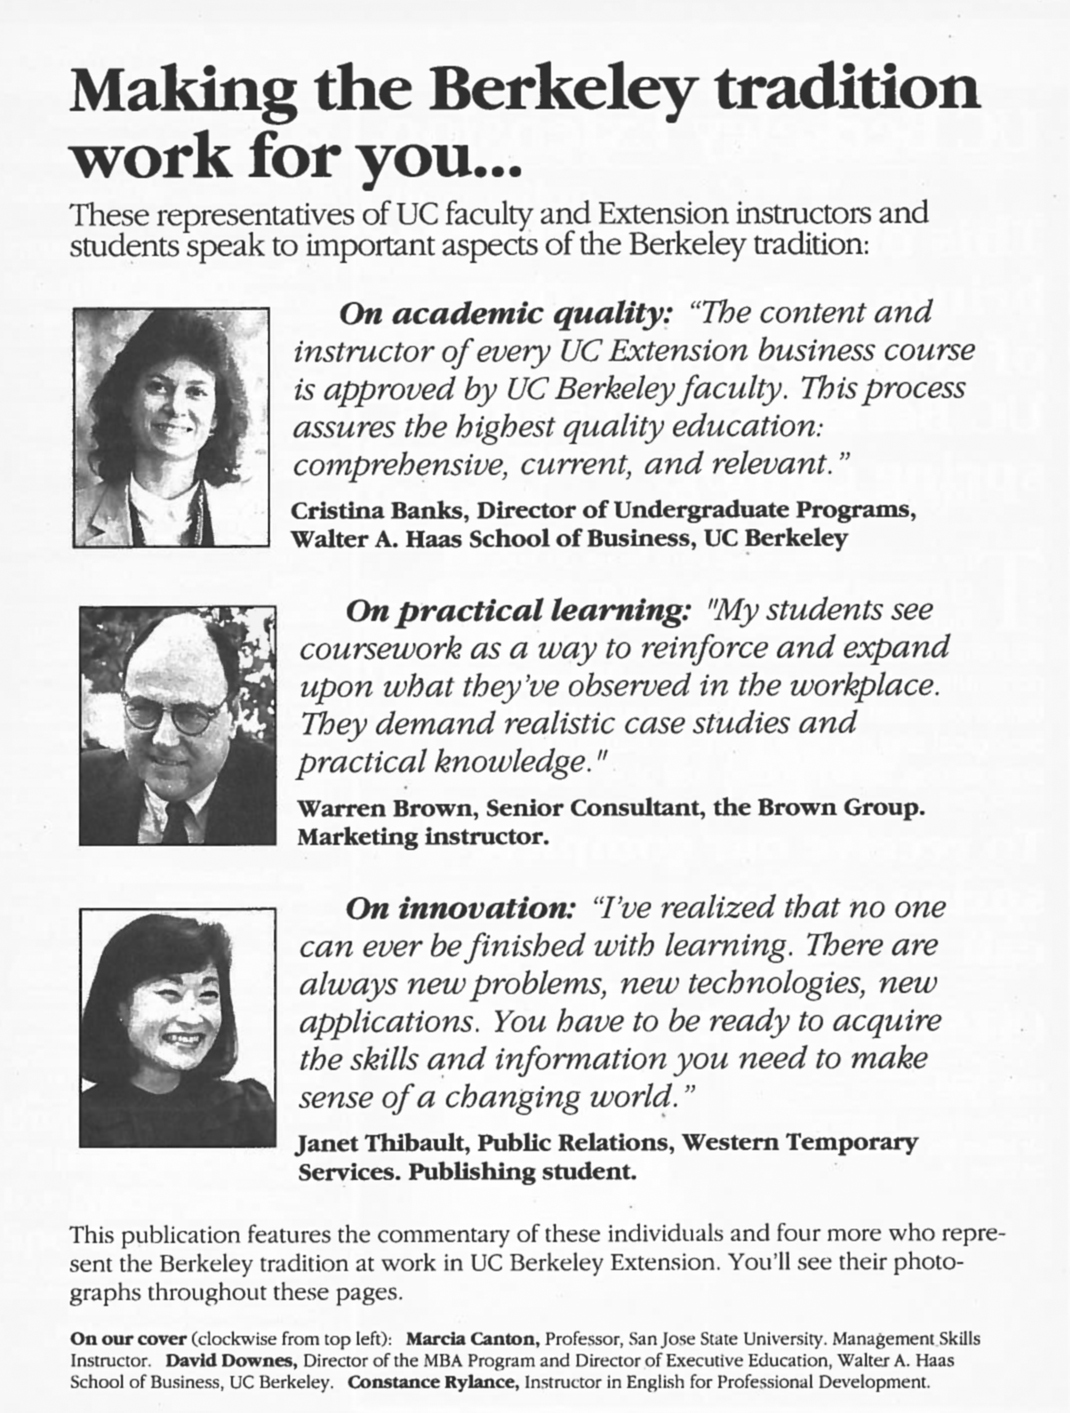 Making the Berkeley tradition
work for you...
These representatives of UC faculty and Extension instructors and
students speak to important aspects of the Berkeley tradition:
On academic quality: “The content and
instructor of every UC Extension business course
is approved by UC Berkeley faculty. This process
assures the highest quality education:
comprehensive, current, and relevant.”
Cristina Banks, Director of Undergraduate Programs,
Walter A. Haas School of Business, UC Berkeley
On practical learning: "My students see
coursework as a way to reinforce and expand
upon what they’ve observed in the workplace.
They demand realistic case studies and
practical knowledge."
Warren Brown, Senior Consultant, the Brown Group.
Marketing instructor.
On innovation: “I’ve realized that no one
can ever be finished with learning. There are
always new problems, new technologies, new
applications. You have to be ready to acquire
the skills and information you need to make
sense of a changing world.”
Janet Thibault, Public Relations, Western Temporary
Services. Publishing student.
This publication features the commentary of these individuals and four more who repre-
sent the Berkeley tradition at work in UC Berkeley Extension. You’ll see their photo-
graphs throughout these pages.
On our cover (clockwise from top left): Marcia Canton, Professor, San Jose State University. Management Skills
Instructor. David Downes, Director of the MBA Program and Director of Executive Education, Walter A. Haas
School of Business, UC Berkeley. Constance Rylance, Instructor in English for Professional Development.